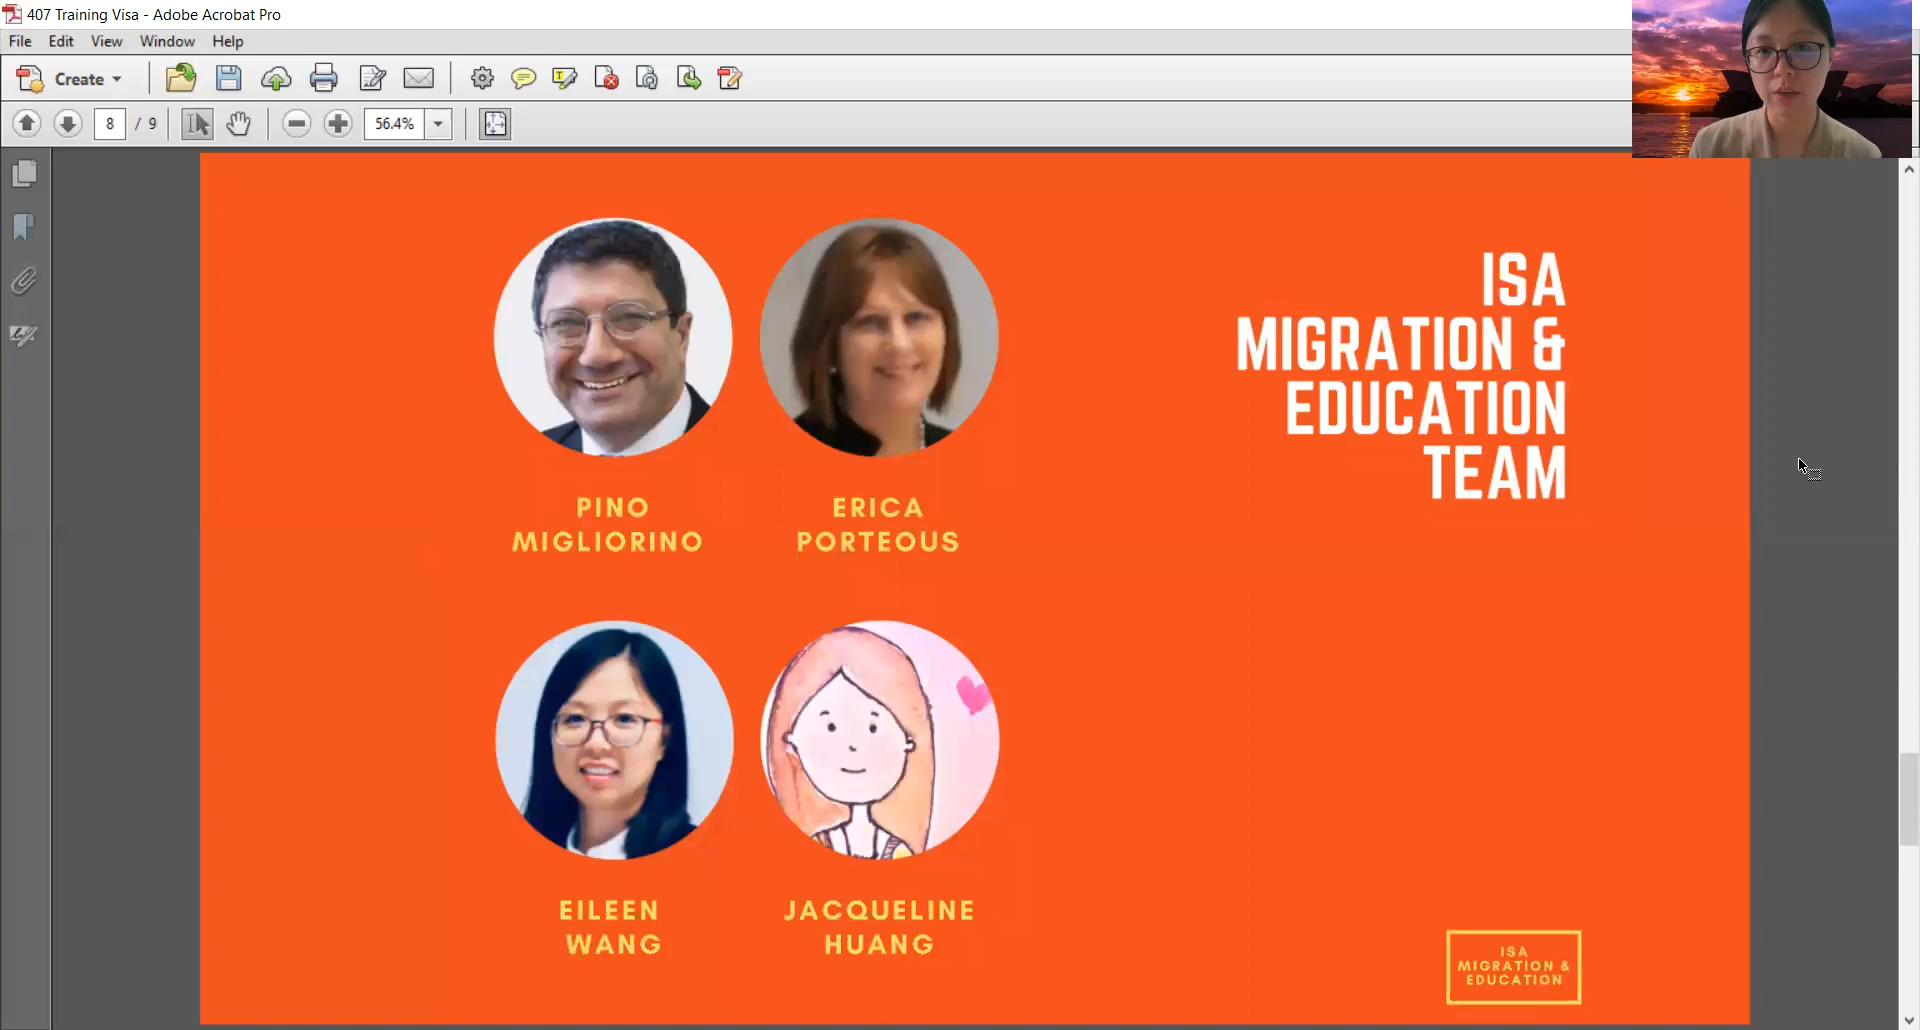 407 Training Visa - Adobe Acrobat Pro
File Edit View Window Help
Create
8 / 9 56.4%
ISA
MIGRATION &
EDUCATION
TEAM
PINO
MIGLIORINO
ERICA
PORTEOUS
EILEEN
WANG
JACQUELINE
HUANG
ISA
MIGRATION &
EDUCATION